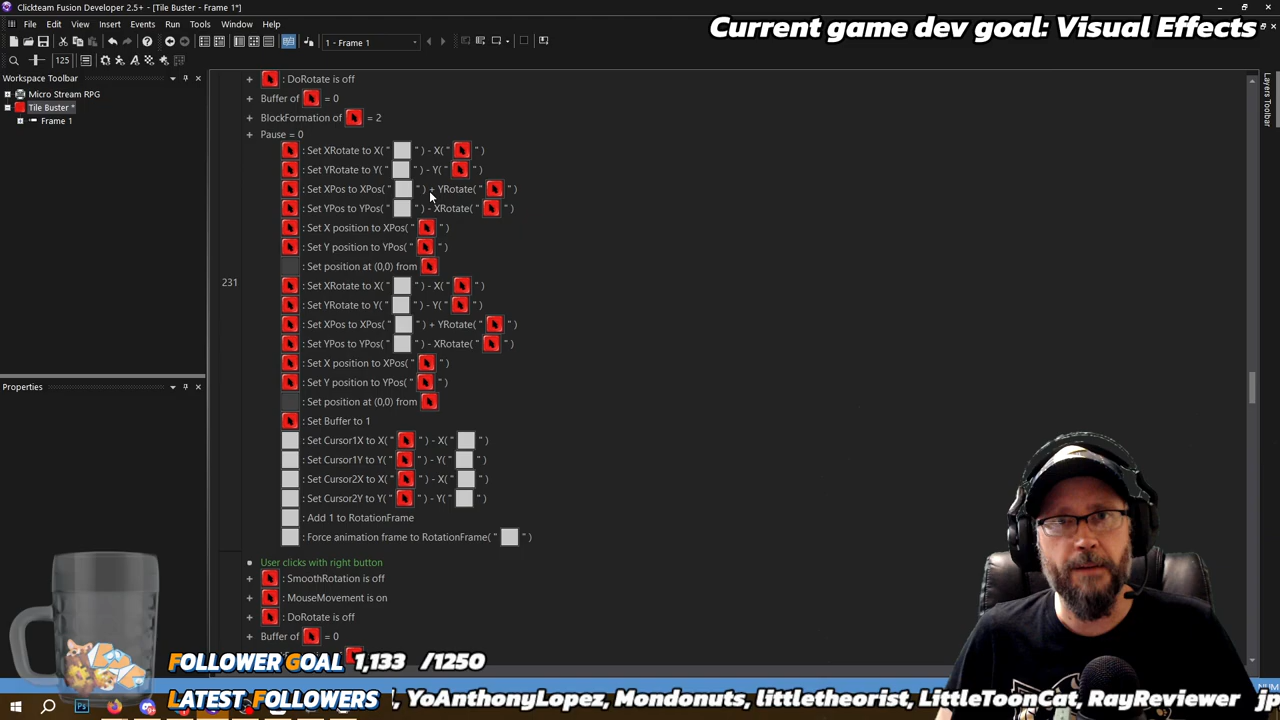 Clickteam Fusion Developer 2.5+ - [Tile Buster - Frame 1*]
Current game dev goal: Visual Effects
File Edit View Insert Events Run Tools Window Help
1 - Frame 1
125
Workspace Toolbar
Micro Stream RPG
Tile Buster *
Frame 1
Properties
Layers Toolbar
+ : DoRotate is off
+ Buffer of = 0
+ BlockFormation of = 2
+ Pause = 0
: Set XRotate to X( " " ) - X( " " )
: Set YRotate to Y( " " ) - Y( " " )
: Set XPos to XPos( " " ) + YRotate( " " )
: Set YPos to YPos( " " ) - XRotate( " " )
: Set X position to XPos( " " )
: Set Y position to YPos( " " )
: Set position at (0,0) from
231
: Set XRotate to X( " " ) - X( " " )
: Set YRotate to Y( " " ) - Y( " " )
: Set XPos to XPos( " " ) + YRotate( " " )
: Set YPos to YPos( " " ) - XRotate( " " )
: Set X position to XPos( " " )
: Set Y position to YPos( " " )
: Set position at (0,0) from
: Set Buffer to 1
: Set Cursor1X to X( " " ) - X( " " )
: Set Cursor1Y to Y( " " ) - Y( " " )
: Set Cursor2X to X( " " ) - X( " " )
: Set Cursor2Y to Y( " " ) - Y( " " )
: Add 1 to RotationFrame
: Force animation frame to RotationFrame( " " )
User clicks with right button
+ : SmoothRotation is off
+ : MouseMovement is on
+ : DoRotate is off
+ Buffer of = 0
Follower Goal 1,133 /1250
Latest Followers , YoAnthonyLopez, Mondonuts, littletheorist, LittleToonCat, RayReviewer
NUM